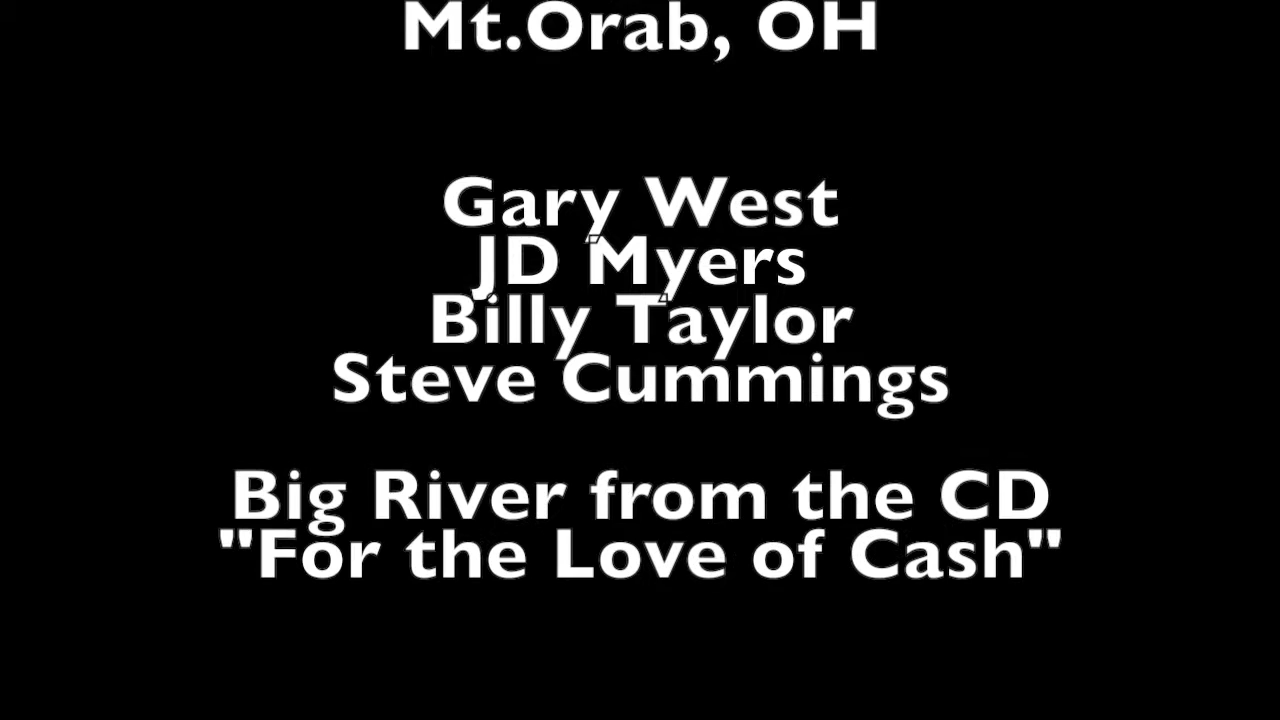 Mt.Orab, OH
Gary West
JD Myers
Billy Taylor
Steve Cummings
Big River from the CD
"For the Love of Cash"